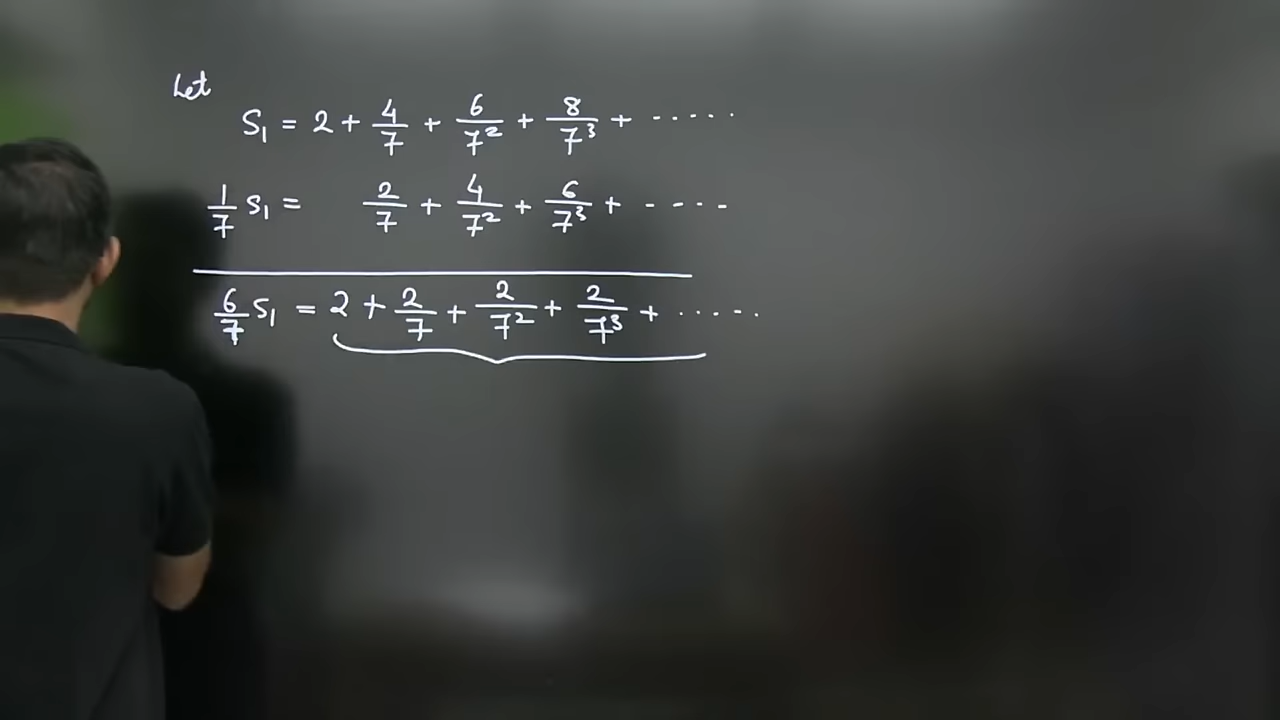 Let
S₁ = 2 + 4/7 + 6/7² + 8/7³ + ......
1/7 S₁ = 2/7 + 4/7² + 6/7³ + - - - -
6/7 S₁ = 2 + 2/7 + 2/7² + 2/7³ + ......